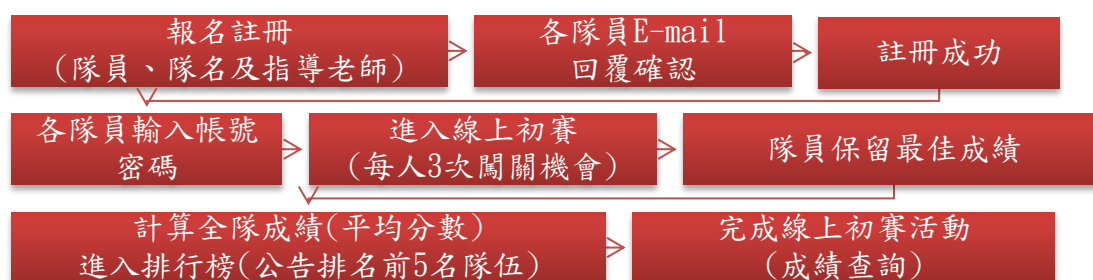 報名註冊
(隊員、隊名及指導老師)
各隊員E-mail
回覆確認
註冊成功
各隊員輸入帳號
密碼
進入線上初賽
(每人3次闖關機會)
隊員保留最佳成績
計算全隊成績(平均分數)
進入排行榜(公告排名前5名隊伍)
完成線上初賽活動
(成績查詢)